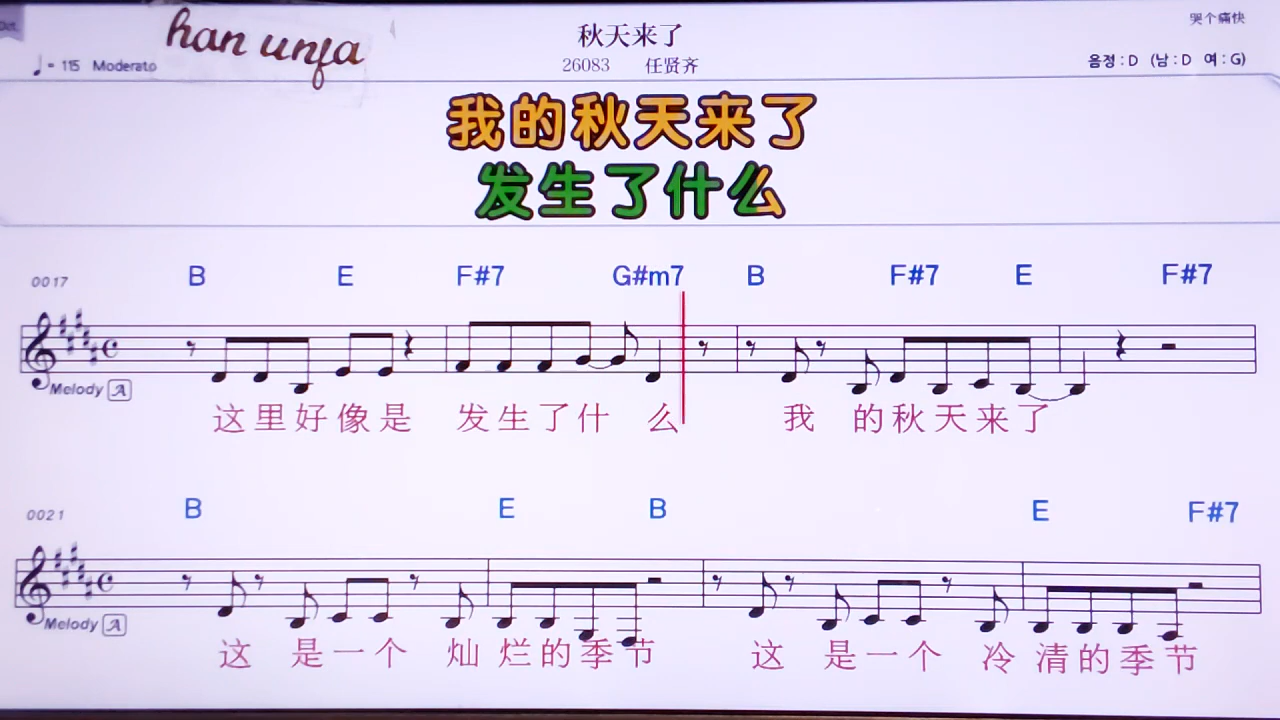 Oct.
han unfa
秋天来了
哭个痛快
♩= 115 Moderato
26083 任贤齐
음정 : D (남 : D 여 : G)
我的秋天来了
发生了什么
0017 B E F#7 G#m7 B F#7 E F#7
Melody A
这里好像是 发生了什 么 我 的秋天来了
0021 B E B E F#7
Melody A
这 是一个 灿 烂的季节 这 是一个 冷 清的季节